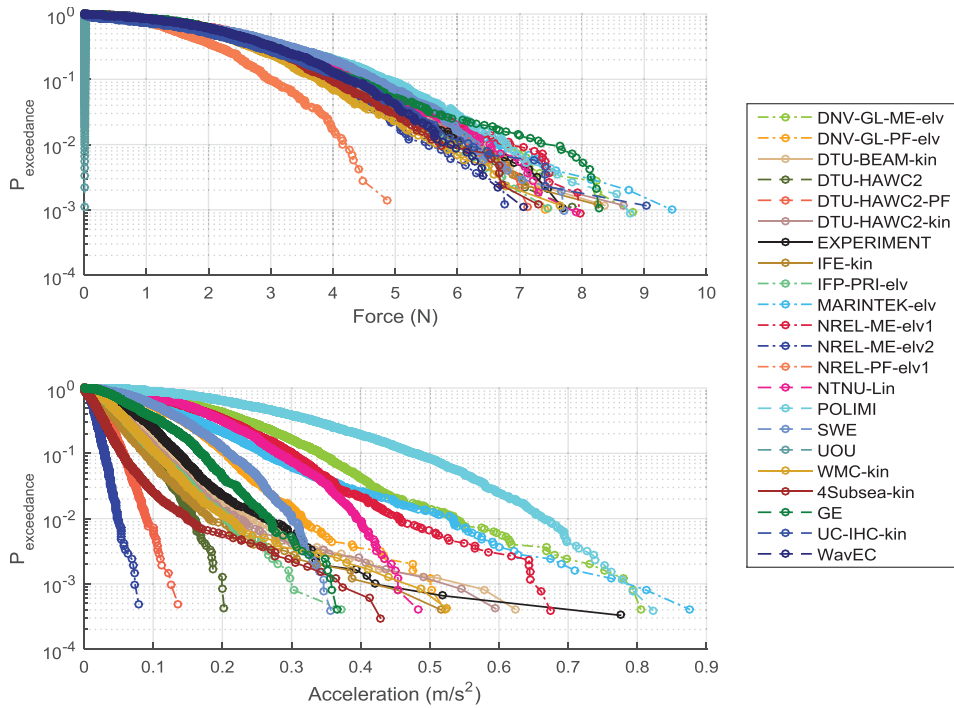 10^0
10^-1
10^-2
10^-3
10^-4
P_exceedance
0 1 2 3 4 5 6 7 8 9 10
Force (N)
10^0
10^-1
10^-2
10^-3
10^-4
P_exceedance
0 0.1 0.2 0.3 0.4 0.5 0.6 0.7 0.8 0.9
Acceleration (m/s^2)
DNV-GL-ME-elv
DNV-GL-PF-elv
DTU-BEAM-kin
DTU-HAWC2
DTU-HAWC2-PF
DTU-HAWC2-kin
EXPERIMENT
IFE-kin
IFP-PRI-elv
MARINTEK-elv
NREL-ME-elv1
NREL-ME-elv2
NREL-PF-elv1
NTNU-Lin
POLIMI
SWE
UOU
WMC-kin
4Subsea-kin
GE
UC-IHC-kin
WavEC